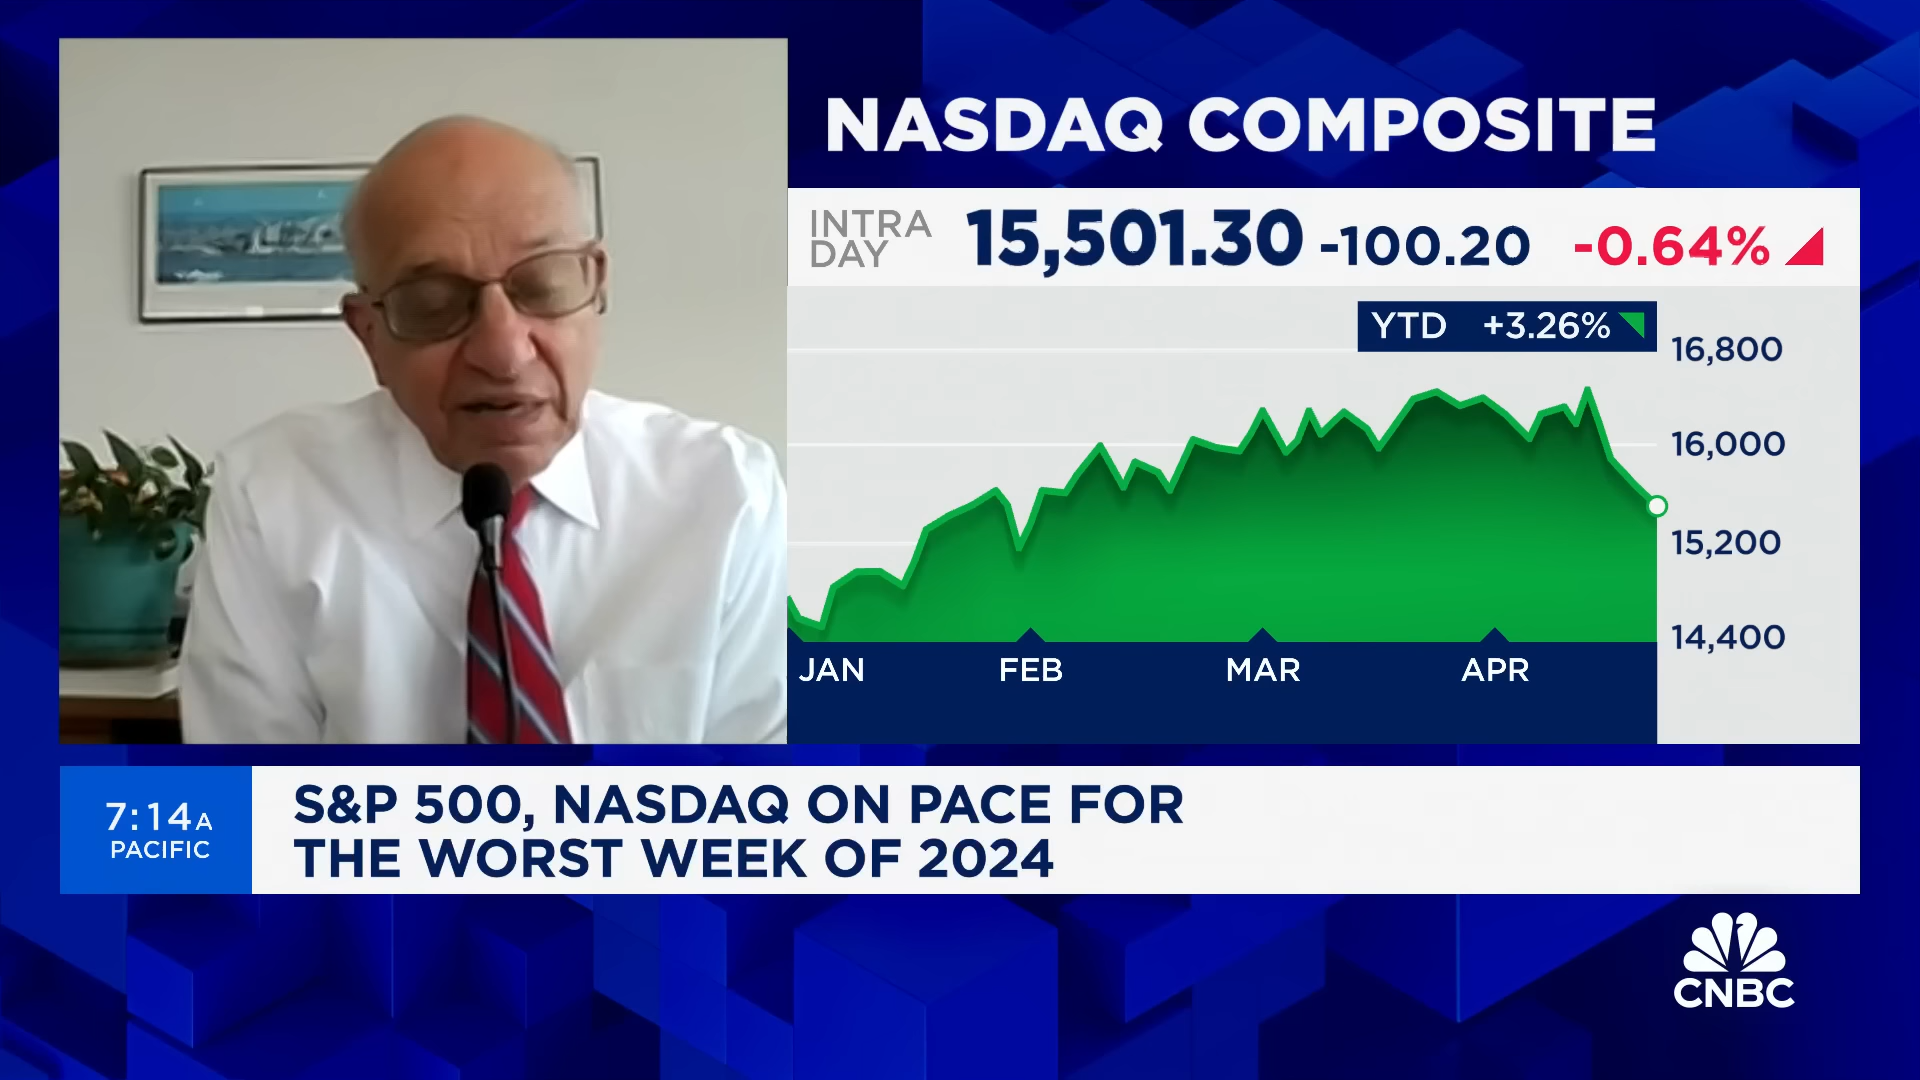 NASDAQ COMPOSITE
INTRA
DAY
15,501.30 -100.20 -0.64%
YTD +3.26%
16,800
16,000
15,200
14,400
JAN FEB MAR APR
7:14A
PACIFIC
S&P 500, NASDAQ ON PACE FOR
THE WORST WEEK OF 2024
CNBC